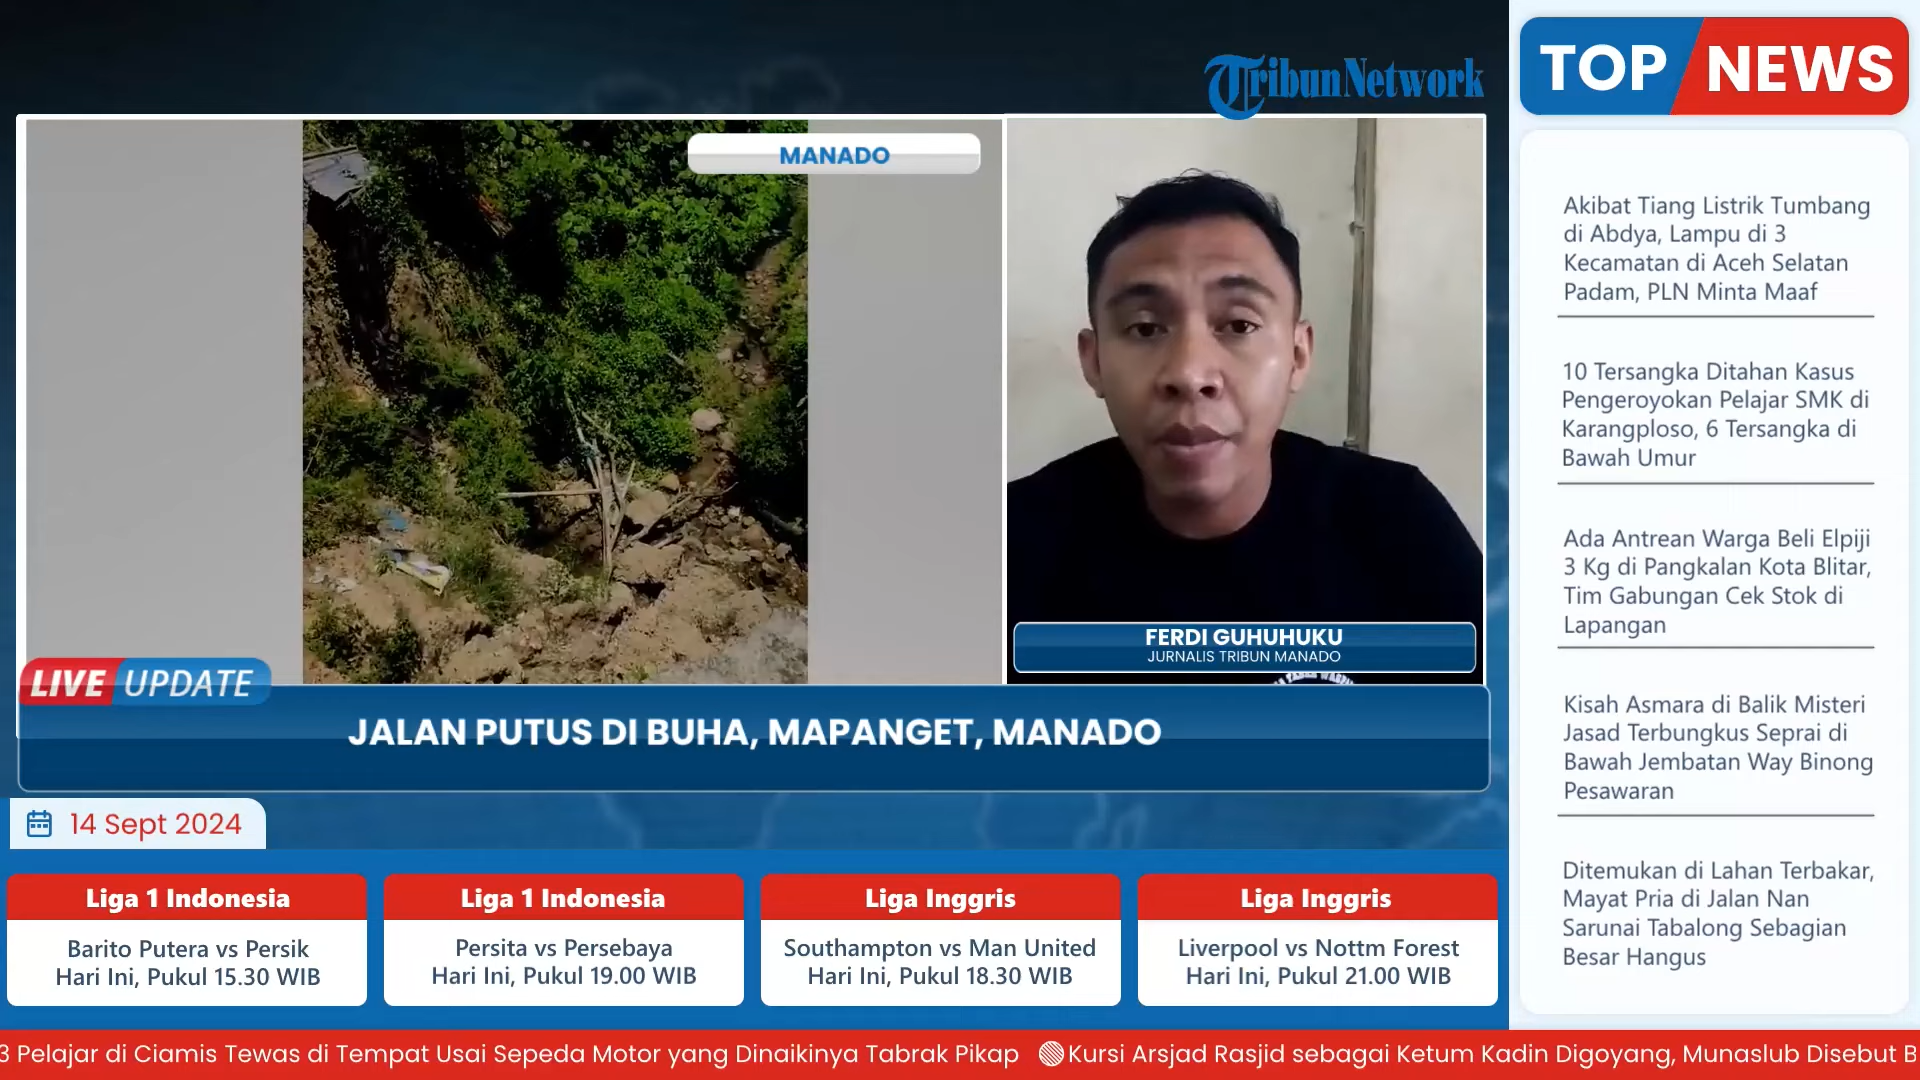 TribunNetwork
TOP NEWS
MANADO
FERDI GUHUHUKU
JURNALIS TRIBUN MANADO
LIVE UPDATE
JALAN PUTUS DI BUHA, MAPANGET, MANADO
14 Sept 2024
Liga 1 Indonesia
Barito Putera vs Persik
Hari Ini, Pukul 15.30 WIB
Liga 1 Indonesia
Persita vs Persebaya
Hari Ini, Pukul 19.00 WIB
Liga Inggris
Southampton vs Man United
Hari Ini, Pukul 18.30 WIB
Liga Inggris
Liverpool vs Nottm Forest
Hari Ini, Pukul 21.00 WIB
Akibat Tiang Listrik Tumbang
di Abdya, Lampu di 3
Kecamatan di Aceh Selatan
Padam, PLN Minta Maaf
10 Tersangka Ditahan Kasus
Pengeroyokan Pelajar SMK di
Karangploso, 6 Tersangka di
Bawah Umur
Ada Antrean Warga Beli Elpiji
3 Kg di Pangkalan Kota Blitar,
Tim Gabungan Cek Stok di
Lapangan
Kisah Asmara di Balik Misteri
Jasad Terbungkus Seprai di
Bawah Jembatan Way Binong
Pesawaran
Ditemukan di Lahan Terbakar,
Mayat Pria di Jalan Nan
Sarunai Tabalong Sebagian
Besar Hangus
3 Pelajar di Ciamis Tewas di Tempat Usai Sepeda Motor yang Dinaikinya Tabrak Pikap Kursi Arsjad Rasjid sebagai Ketum Kadin Digoyang, Munaslub Disebut B